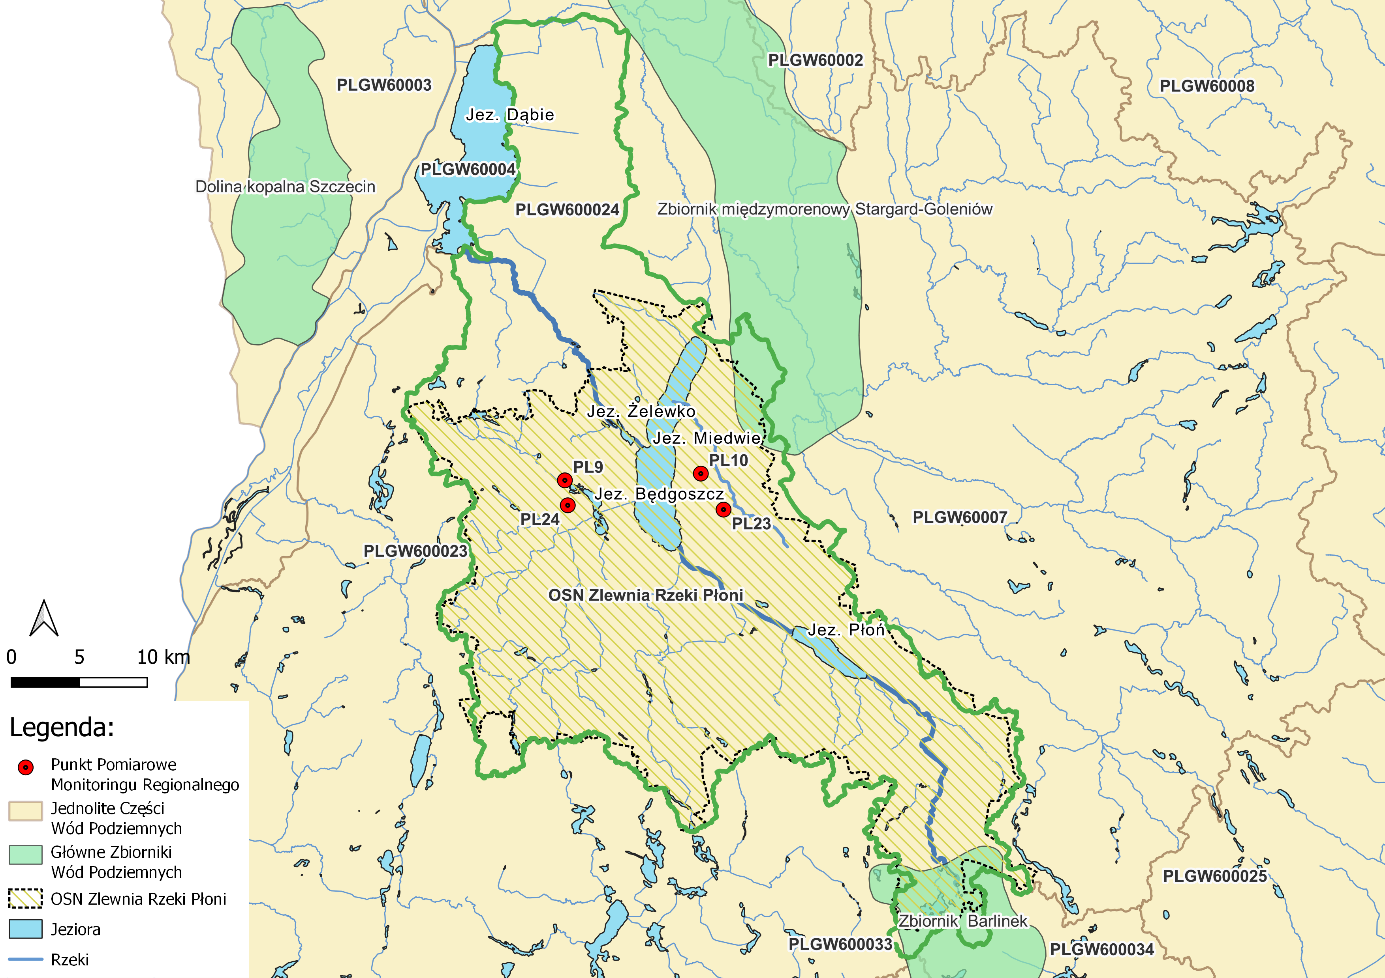 PLGW60002
PLGW60003
PLGW60008
Jez. Dąbie
PLGW60004
Dolina kopalna Szczecin
PLGW600024
Zbiornik międzymorenowy Stargard-Goleniów
Jez. Żelewko
Jez. Miedwie
PL9
PL10
Jez. Będgoszcz
PL24
PL23
PLGW60007
PLGW600023
OSN Zlewnia Rzeki Płoni
Jez. Płoń
0 5 10 km
Legenda:
Punkt Pomiarowe
Monitoringu Regionalnego
Jednolite Części
Wód Podziemnych
Główne Zbiorniki
Wód Podziemnych
OSN Zlewnia Rzeki Płoni
Jeziora
Rzeki
PLGW600025
Zbiornik Barlinek
PLGW600033
PLGW600034